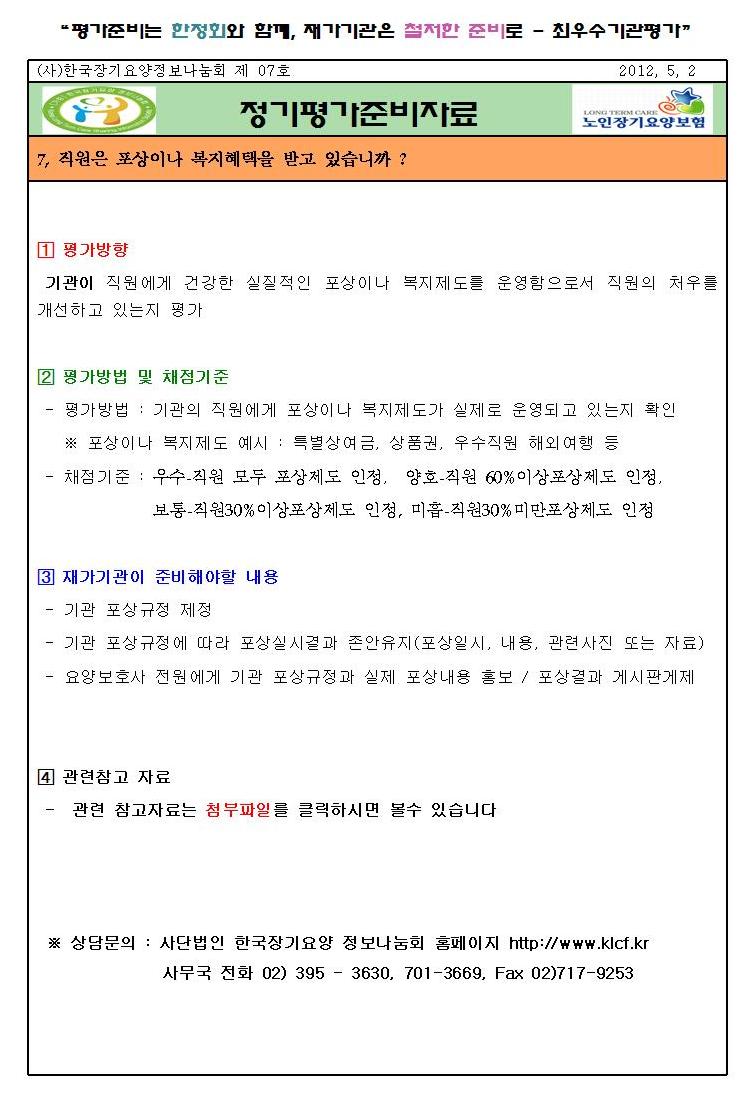 “평가준비는 한정회와 함께, 재가기관은 철저한 준비로 - 최우수기관평가”
(사)한국장기요양정보나눔회 제 07호 2012, 5, 2
정기평가준비자료
LONG TERM CARE
노인장기요양보험
7, 직원은 포상이나 복지혜택을 받고 있습니까 ?
1 평가방향
기관이 직원에게 건강한 실질적인 포상이나 복지제도를 운영함으로서 직원의 처우를
개선하고 있는지 평가
2 평가방법 및 채점기준
- 평가방법 : 기관의 직원에게 포상이나 복지제도가 실제로 운영되고 있는지 확인
※ 포상이나 복지제도 예시 : 특별상여금, 상품권, 우수직원 해외여행 등
- 채점기준 : 우수-직원 모두 포상제도 인정, 양호-직원 60%이상포상제도 인정,
보통-직원30%이상포상제도 인정, 미흡-직원30%미만포상제도 인정
3 재가기관이 준비해야할 내용
- 기관 포상규정 제정
- 기관 포상규정에 따라 포상실시결과 존안유지(포상일시, 내용, 관련사진 또는 자료)
- 요양보호사 전원에게 기관 포상규정과 실제 포상내용 홍보 / 포상결과 게시판게제
4 관련참고 자료
- 관련 참고자료는 첨부파일를 클릭하시면 볼수 있습니다
※ 상담문의 : 사단법인 한국장기요양 정보나눔회 홈페이지 http://www.klcf.kr
사무국 전화 02) 395 - 3630, 701-3669, Fax 02)717-9253